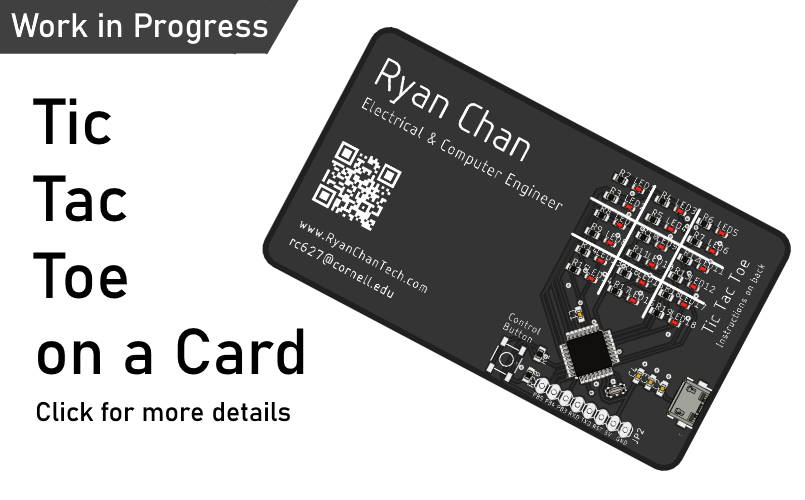 Work in Progress
Tic
Tac
Toe
on a Card
Click for more details
Ryan Chan
Electrical & Computer Engineer
www.RyanChanTech.com
rc627@cornell.edu
Tic Tac Toe
Instructions on back
Control
Button
JP2